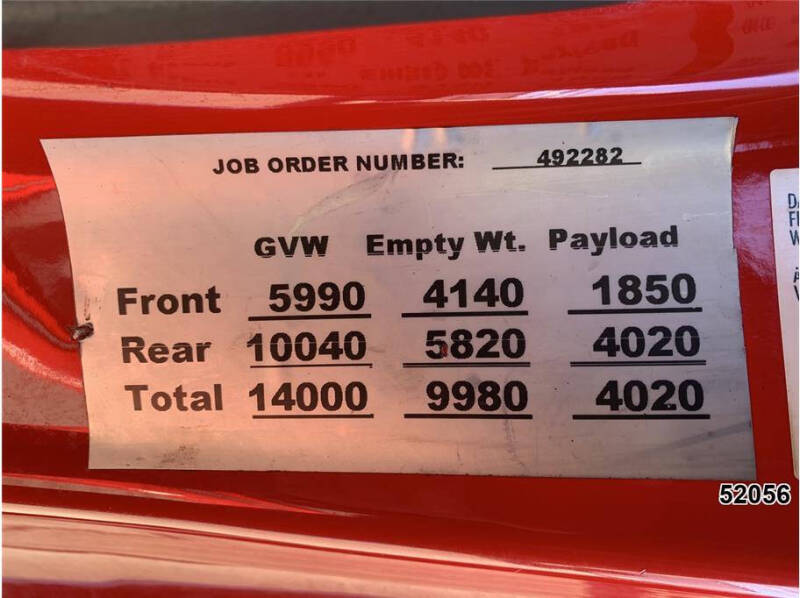 JOB ORDER NUMBER: 492282
GVW Empty Wt. Payload
Front 5990 4140 1850
Rear 10040 5820 4020
Total 14000 9980 4020
52056